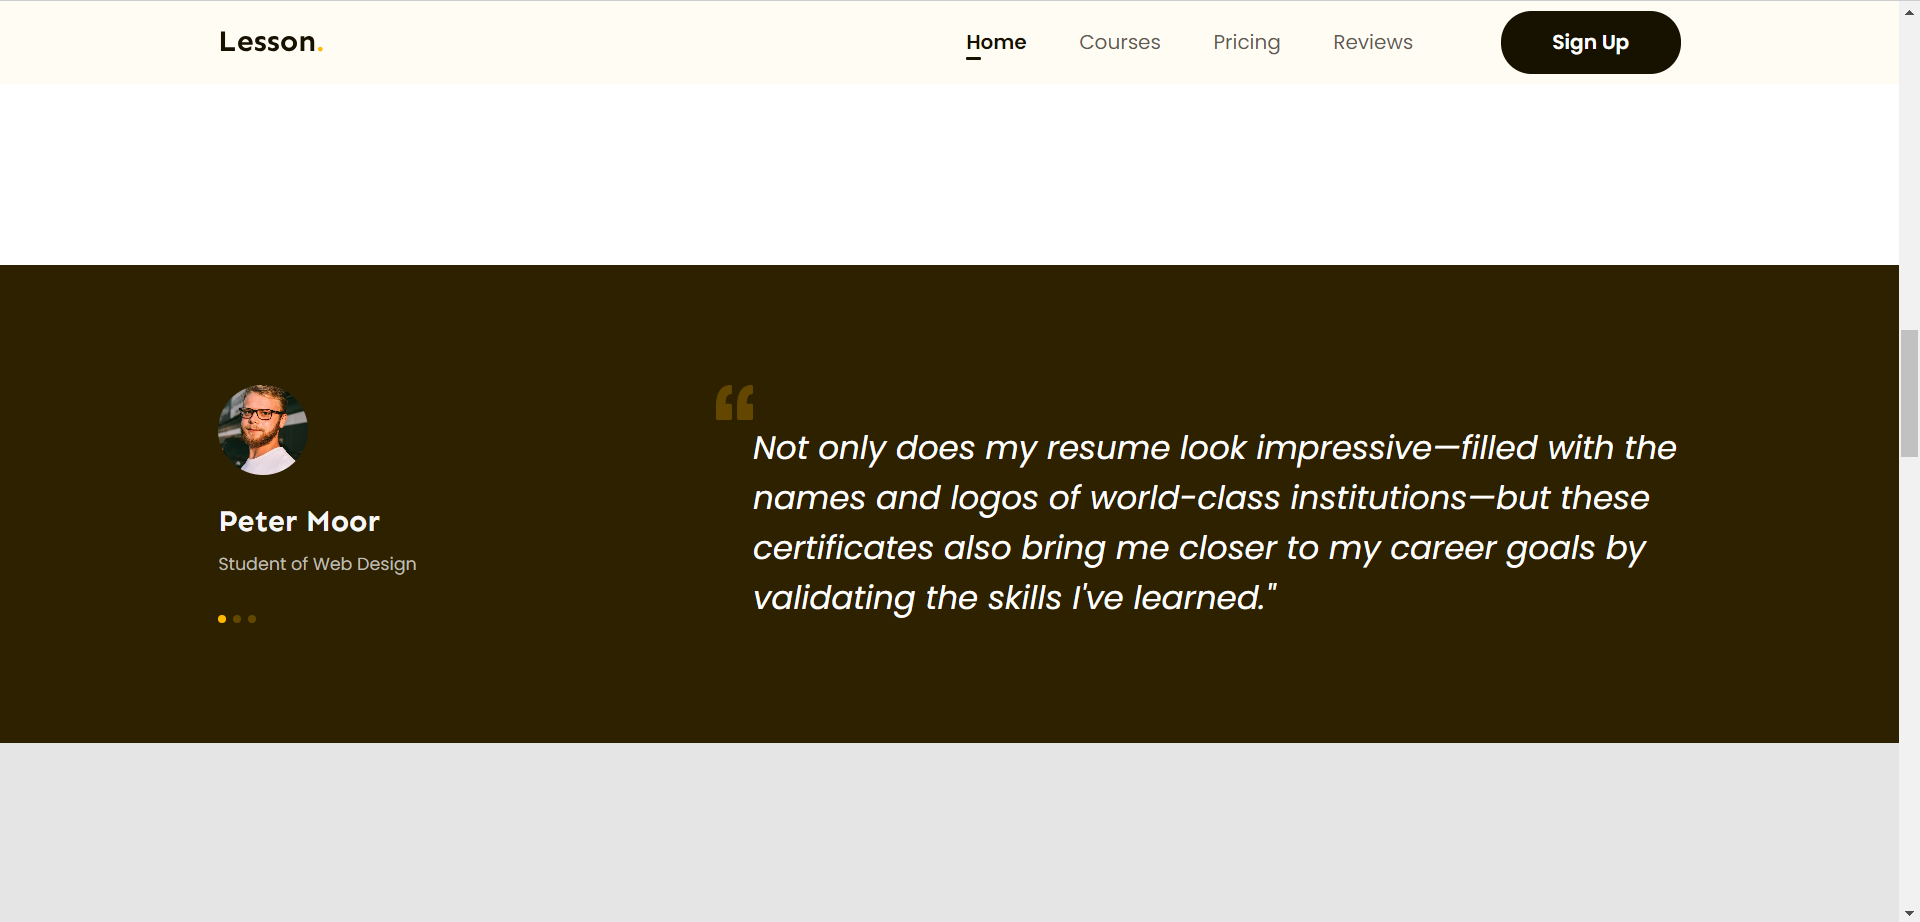 Lesson.
Home
Courses
Pricing
Reviews
Sign Up
“
Not only does my resume look impressive—filled with the
names and logos of world-class institutions—but these
certificates also bring me closer to my career goals by
validating the skills I've learned."
Peter Moor
Student of Web Design